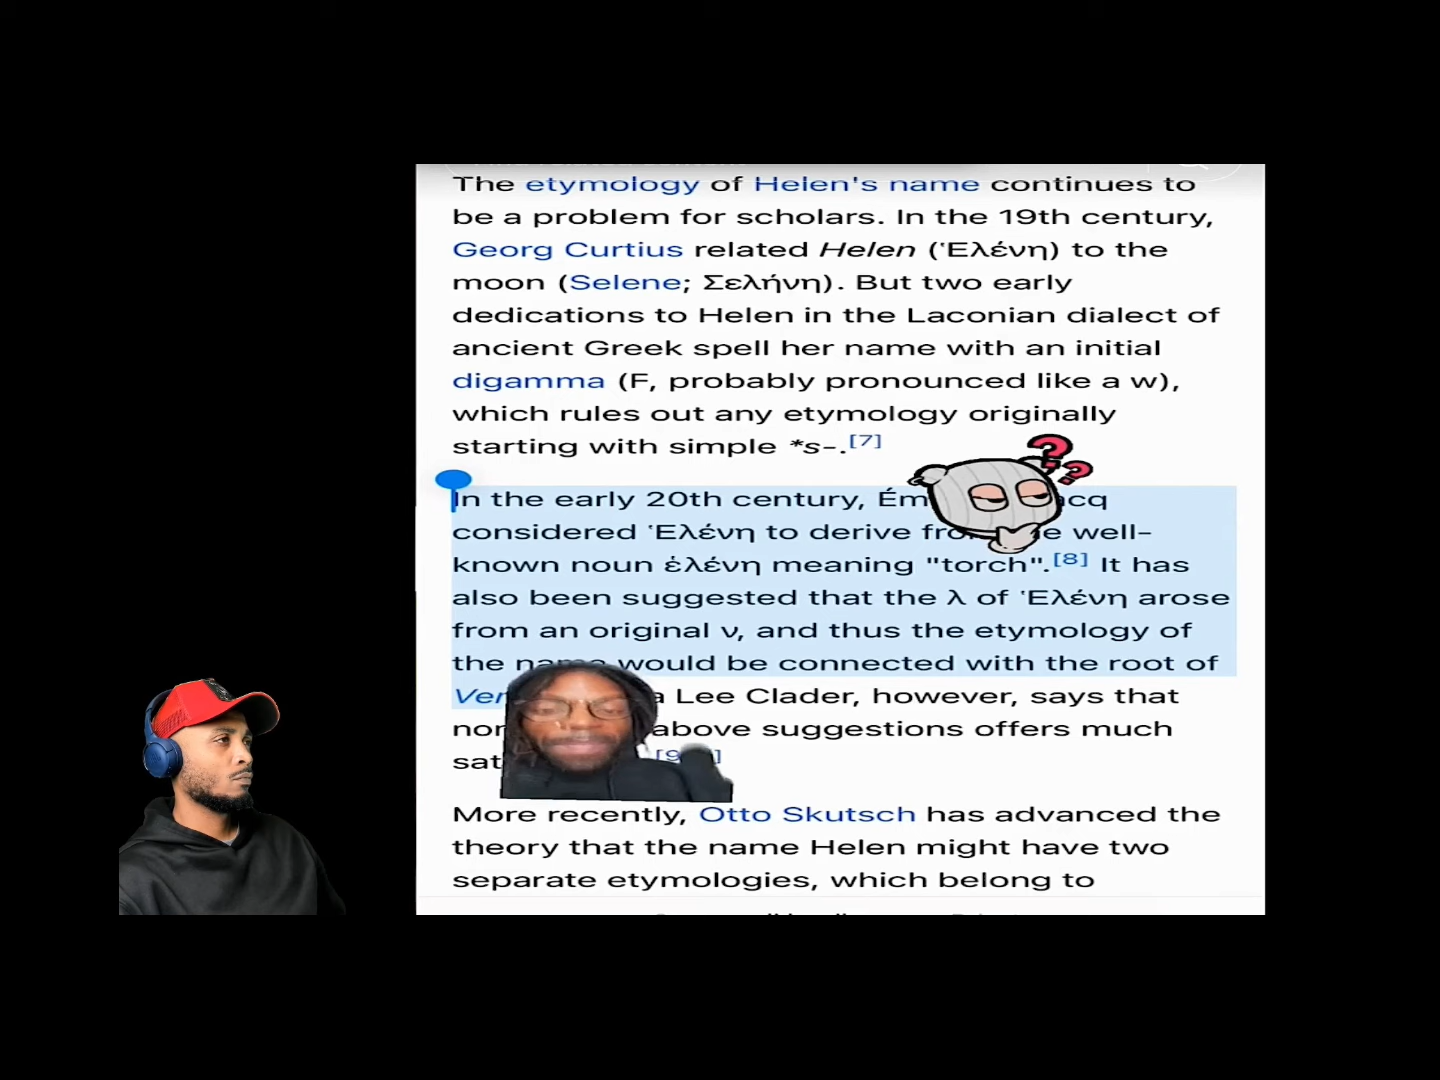 The etymology of Helen's name continues to
be a problem for scholars. In the 19th century,
Georg Curtius related Helen (Ἑλένη) to the
moon (Selene; Σελήνη). But two early
dedications to Helen in the Laconian dialect of
ancient Greek spell her name with an initial
digamma (F, probably pronounced like a w),
which rules out any etymology originally
starting with simple *s-.[7]
In the early 20th century,
considered Ἑλένη to derive well-
known noun ἑλένη meaning "torch".[8] It has
also been suggested that the λ of Ἑλένη arose
from an original ν, and thus the etymology of
the name would be connected with the root of
Lee Clader, however, says that
above suggestions offers much
More recently, Otto Skutsch has advanced the
theory that the name Helen might have two
separate etymologies, which belong to
??